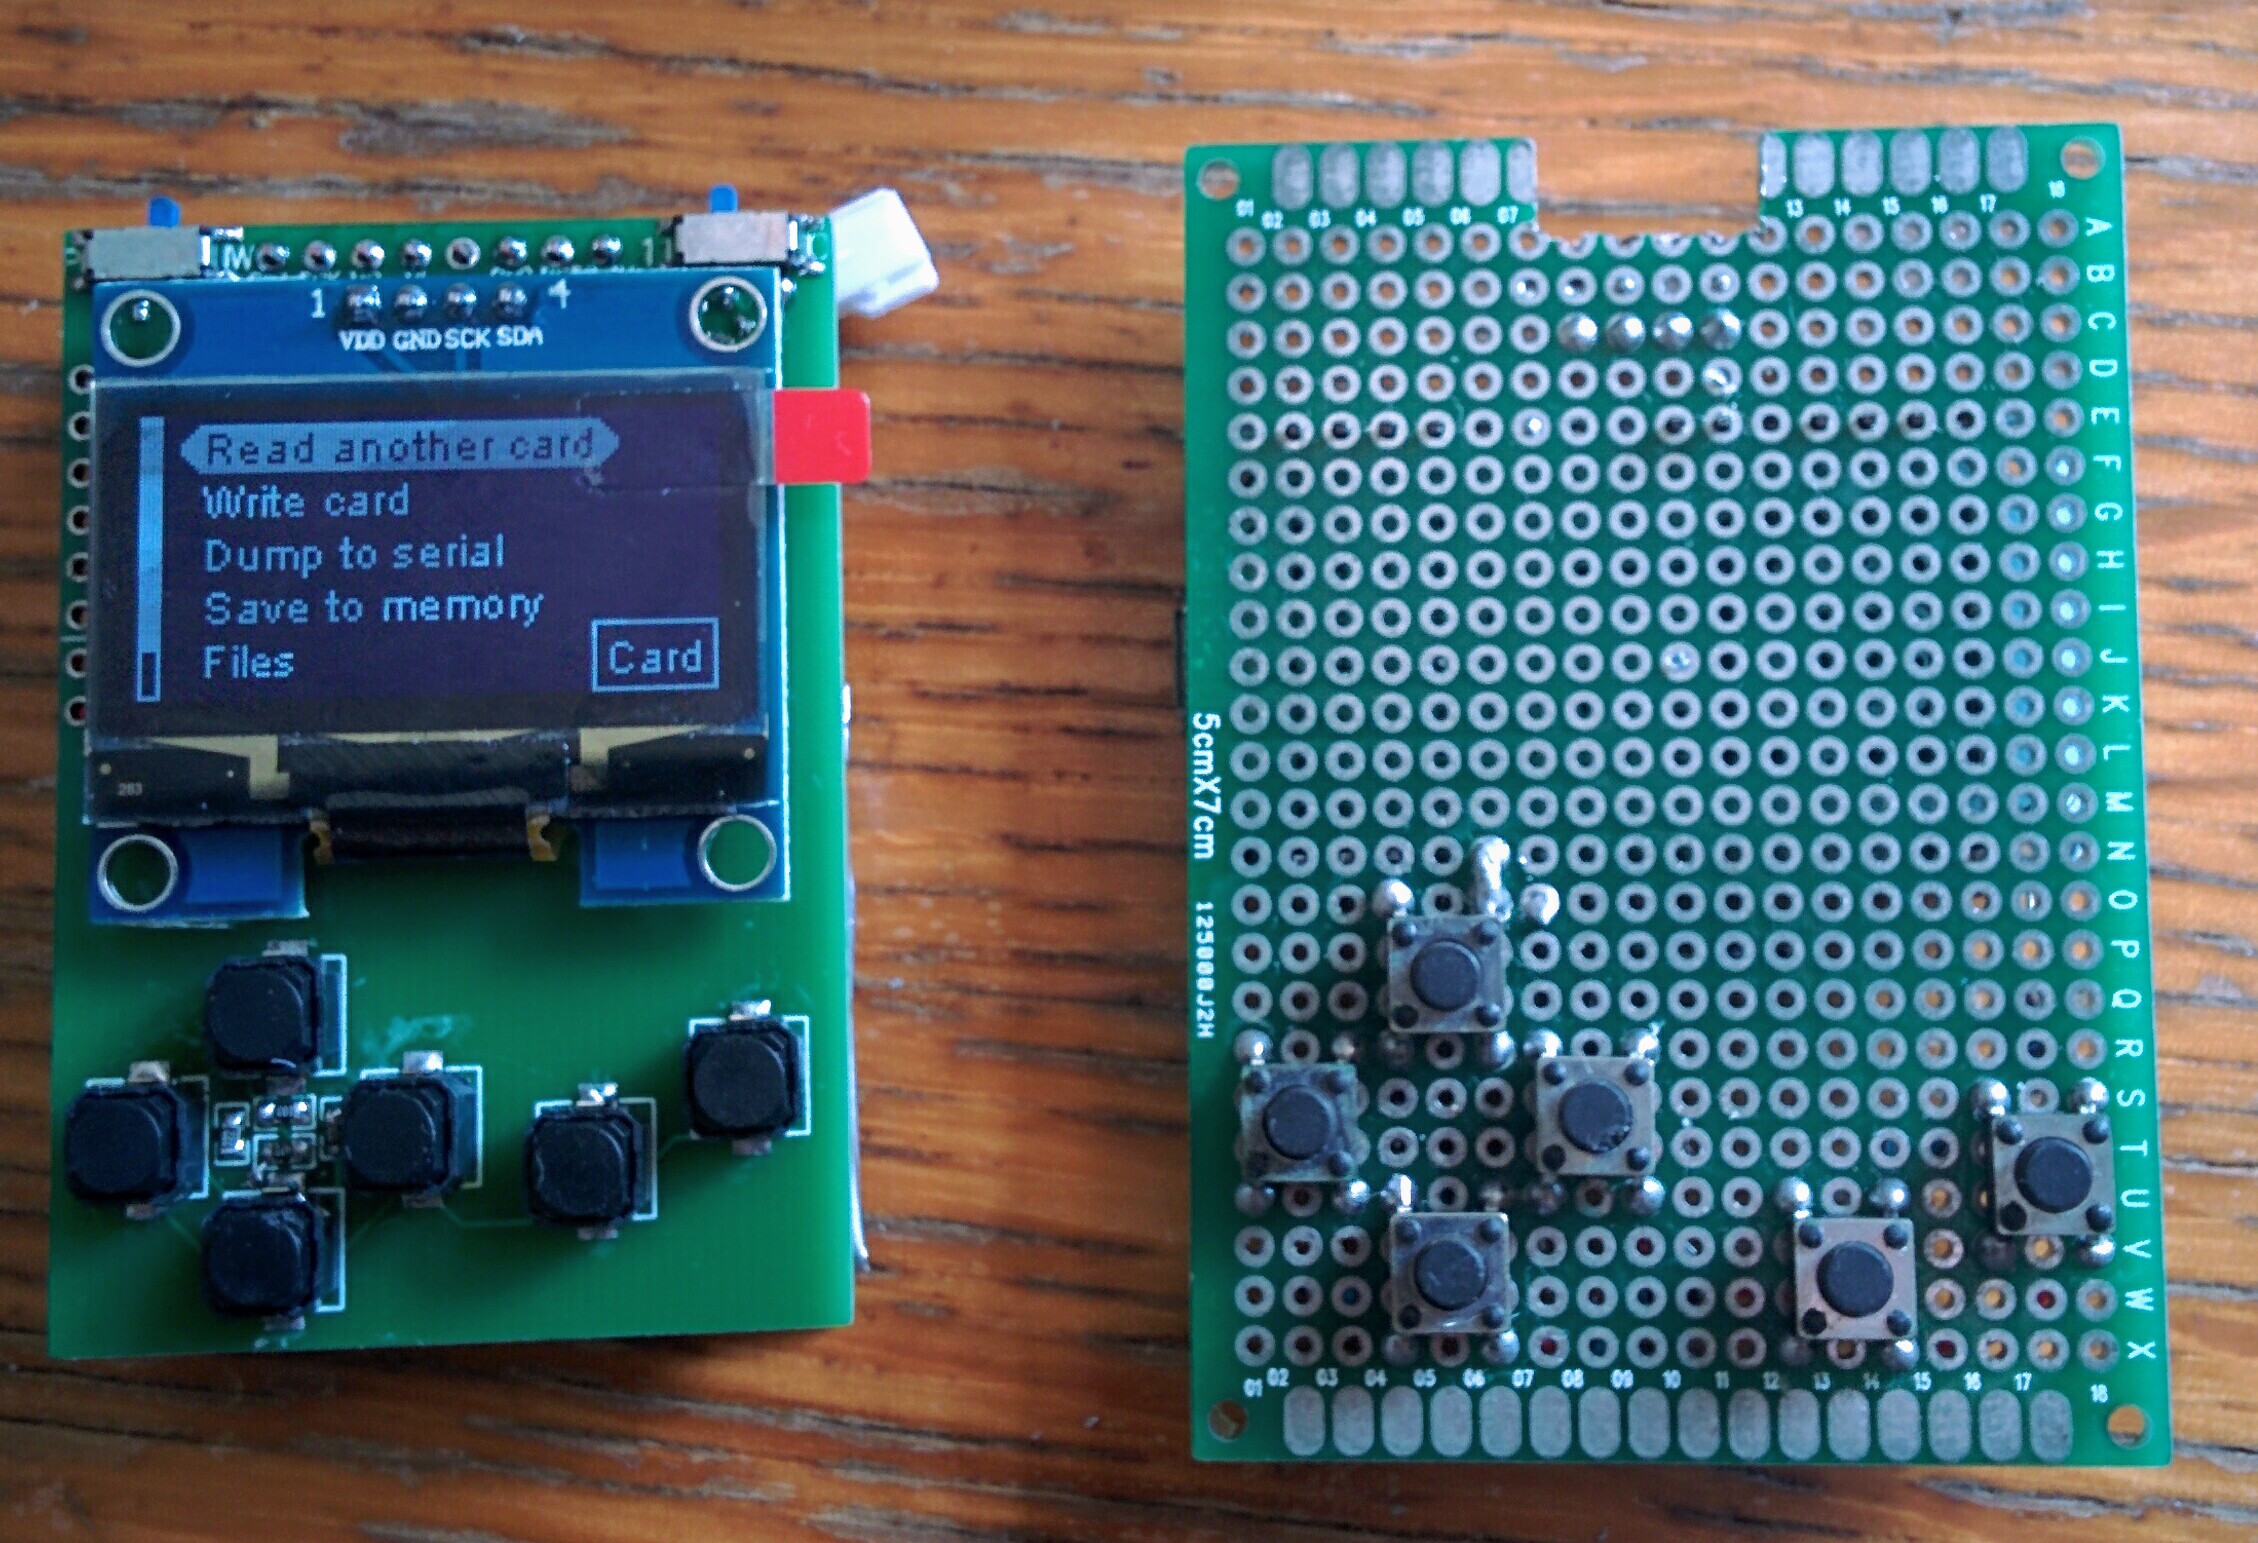 1 4
VDD GND SCK SDA
Read another card
Write card
Dump to serial
Save to memory
Files
Card
283
01 02 03 04 05 06 07 13 14 15 16 17 18
A
B
C
D
E
F
G
H
I
J
K
L
M
N
O
P
Q
R
S
T
U
V
W
X
5cmX7cm 125000J2H
01 02 03 04 05 06 07 08 09 10 11 12 13 14 15 16 17 18